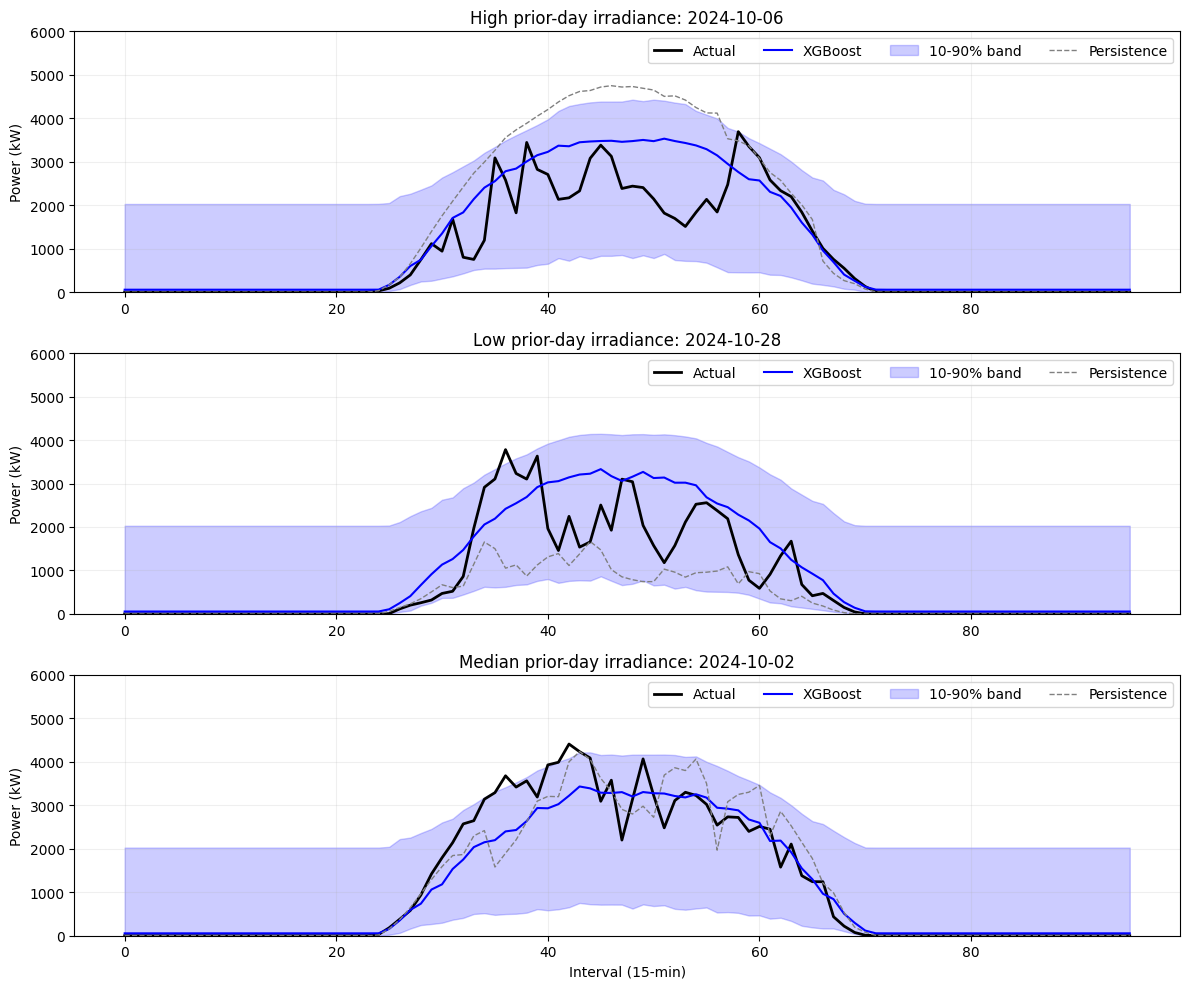 High prior-day irradiance: 2024-10-06
Actual XGBoost 10-90% band Persistence
6000
5000
4000
3000
2000
1000
0
Power (kW)
0 20 40 60 80
Low prior-day irradiance: 2024-10-28
Actual XGBoost 10-90% band Persistence
6000
5000
4000
3000
2000
1000
0
Power (kW)
0 20 40 60 80
Median prior-day irradiance: 2024-10-02
Actual XGBoost 10-90% band Persistence
6000
5000
4000
3000
2000
1000
0
Power (kW)
0 20 40 60 80
Interval (15-min)